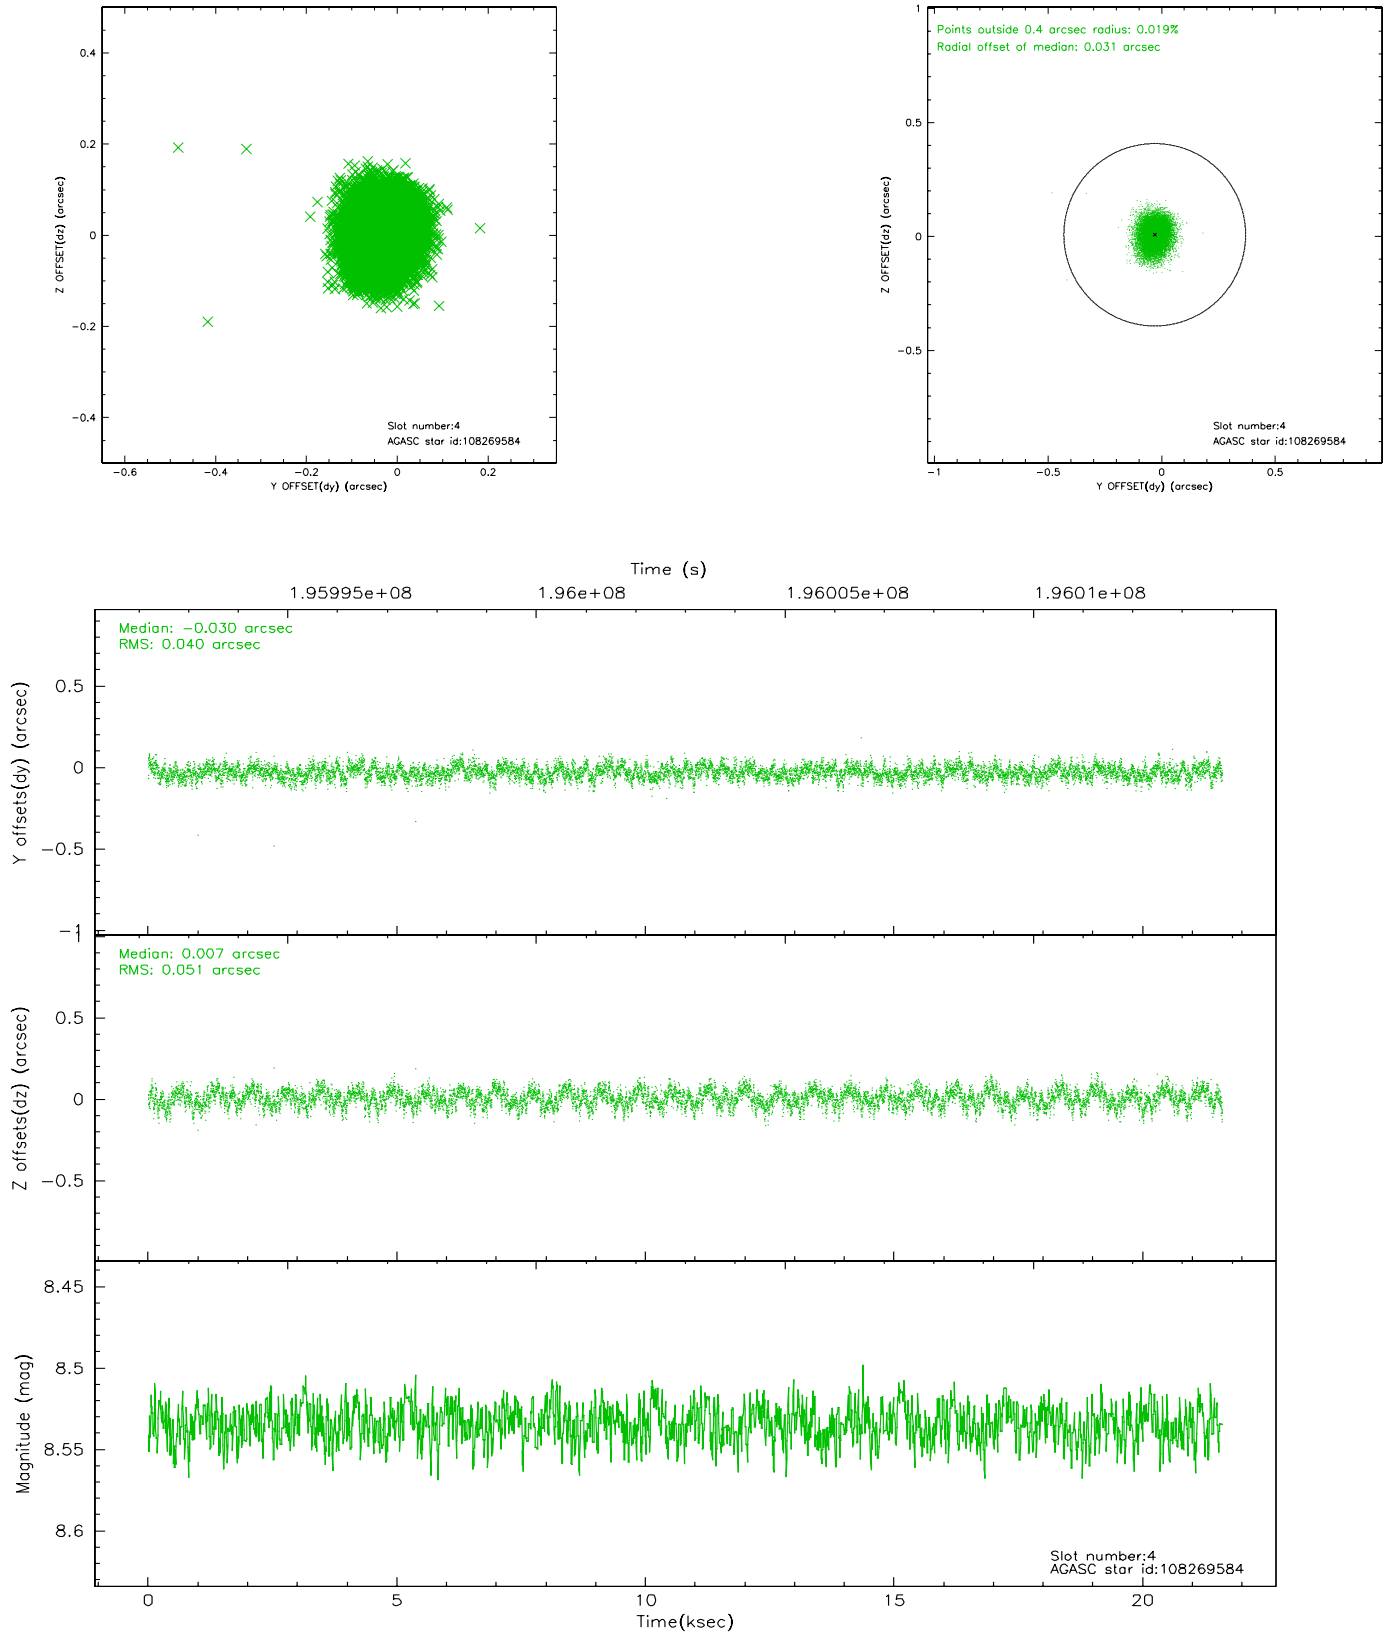 0.4
0.2
0
−0.2
−0.4
Z OFFSET(dz) (arcsec)
Slot number:4
AGASC star id:108269584
−0.6 −0.4 −0.2 0 0.2
Y OFFSET(dy) (arcsec)
Points outside 0.4 arcsec radius: 0.019%
Radial offset of median: 0.031 arcsec
1
0.5
0
−0.5
Z OFFSET(dz) (arcsec)
Slot number:4
AGASC star id:108269584
−1 −0.5 0 0.5
Y OFFSET(dy) (arcsec)
Time (s)
1.95995e+08 1.96e+08 1.96005e+08 1.9601e+08
Median: −0.030 arcsec
RMS: 0.040 arcsec
0.5
0
−0.5
−1
Y offsets(dy) (arcsec)
Median: 0.007 arcsec
RMS: 0.051 arcsec
1
0.5
0
−0.5
Z offsets(dz) (arcsec)
8.45
8.5
8.55
8.6
Magnitude (mag)
Slot number:4
AGASC star id:108269584
0 5 10 15 20
Time(ksec)